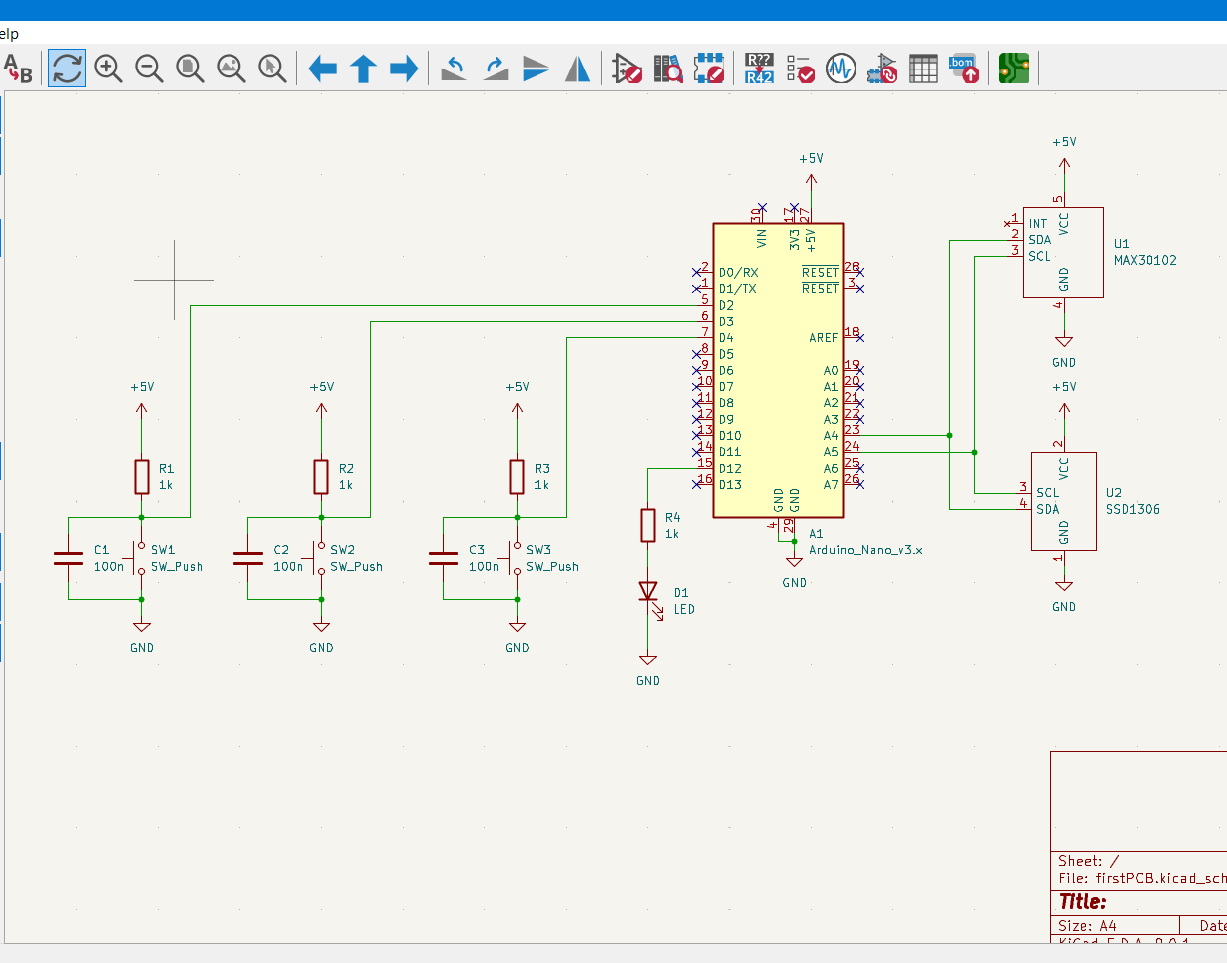 elp
A B
R??
R42
bom
+5V
+5V
30
17
27
VIN
3V3
+5V
2 D0/RX
1 D1/TX
5 D2
6 D3
7 D4
8 D5
9 D6
10 D7
11 D8
12 D9
13 D10
14 D11
15 D12
16 D13
RESET 28
RESET 3
AREF 18
A0 19
A1 20
A2 21
A3 22
A4 23
A5 24
A6 25
A7 26
GND
GND
4
29
A1
Arduino_Nano_v3.x
GND
5
1 INT
2 SDA
3 SCL
VCC
GND
4
U1
MAX30102
GND
+5V
2
VCC
3 SCL
4 SDA
GND
1
U2
SSD1306
GND
+5V
+5V
+5V
R1
1k
R2
1k
R3
1k
R4
1k
C1
100n
SW1
SW_Push
C2
100n
SW2
SW_Push
C3
100n
SW3
SW_Push
D1
LED
GND
GND
GND
GND
Sheet: /
File: firstPCB.kicad_sch
Title:
Size: A4
Date